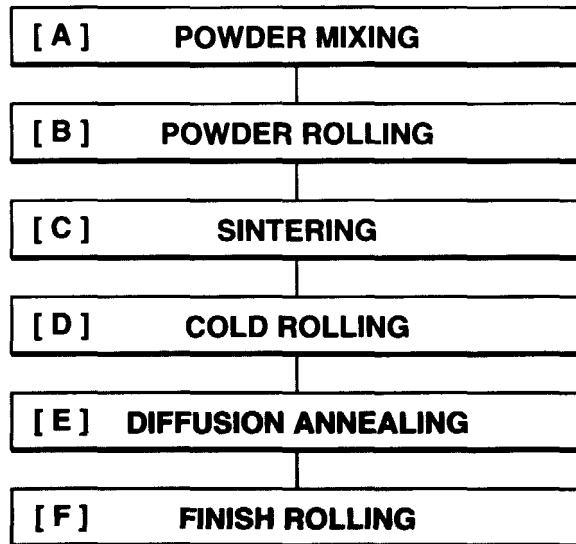 [ A ] POWDER MIXING
[ B ] POWDER ROLLING
[ C ] SINTERING
[ D ] COLD ROLLING
[ E ] DIFFUSION ANNEALING
[ F ] FINISH ROLLING